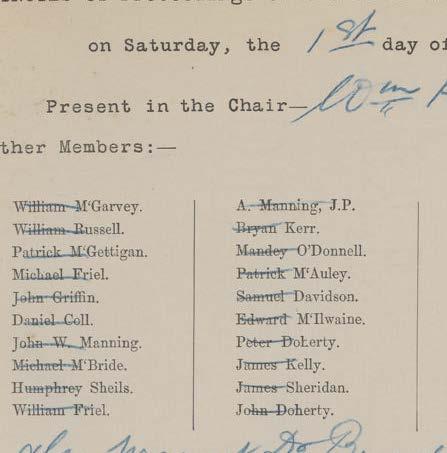 on Saturday, the 1st day of
Present in the Chair—
ther Members:—
William M'Garvey.
William Russell.
Patrick M'Gettigan.
Michael Friel.
John Griffin.
Daniel Coll.
John W. Manning.
Michael M'Bride.
Humphrey Sheils.
William Friel.
A. Manning, J.P.
Bryan Kerr.
Mandey O'Donnell.
Patrick M'Auley.
Samuel Davidson.
Edward M'Ilwaine.
Peter Doherty.
James Kelly.
James Sheridan.
John Doherty.